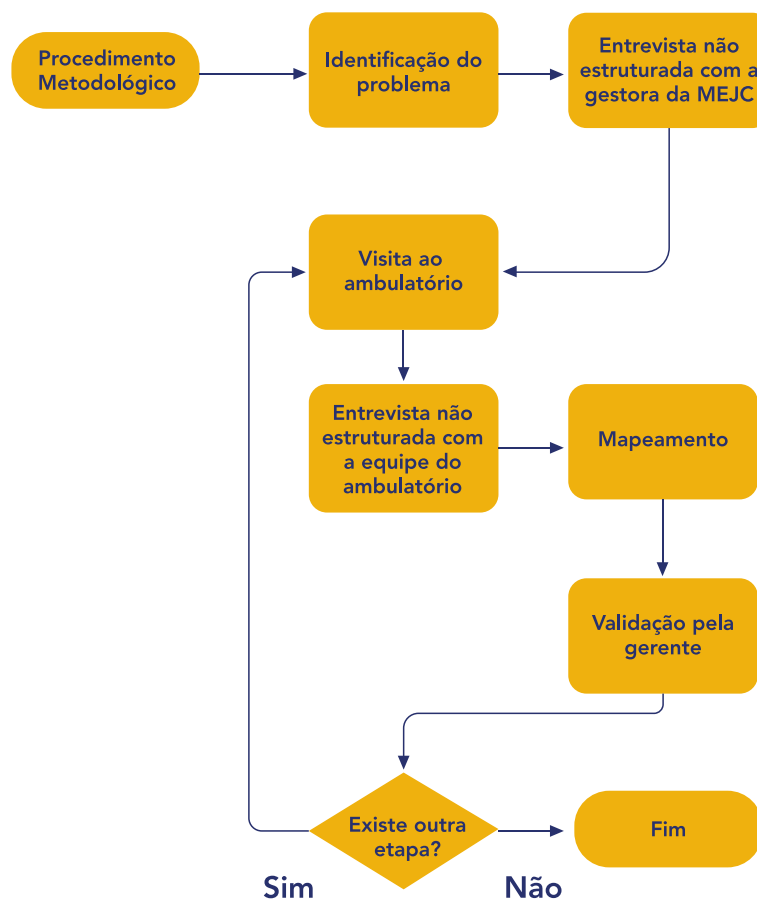 Procedimento
Metodológico
Identificação do
problema
Entrevista não
estruturada com a
gestora da MEJC
Visita ao
ambulatório
Entrevista não
estruturada com
a equipe do
ambulatório
Mapeamento
Validação pela
gerente
Existe outra
etapa?
Fim
Sim
Não